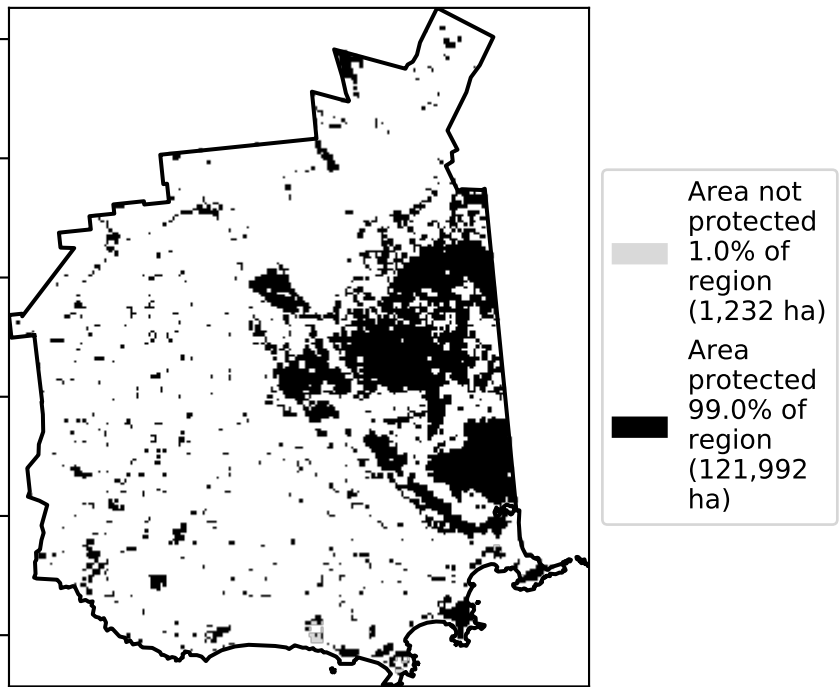 Area not
protected
1.0% of
region
(1,232 ha)
Area
protected
99.0% of
region
(121,992
ha)